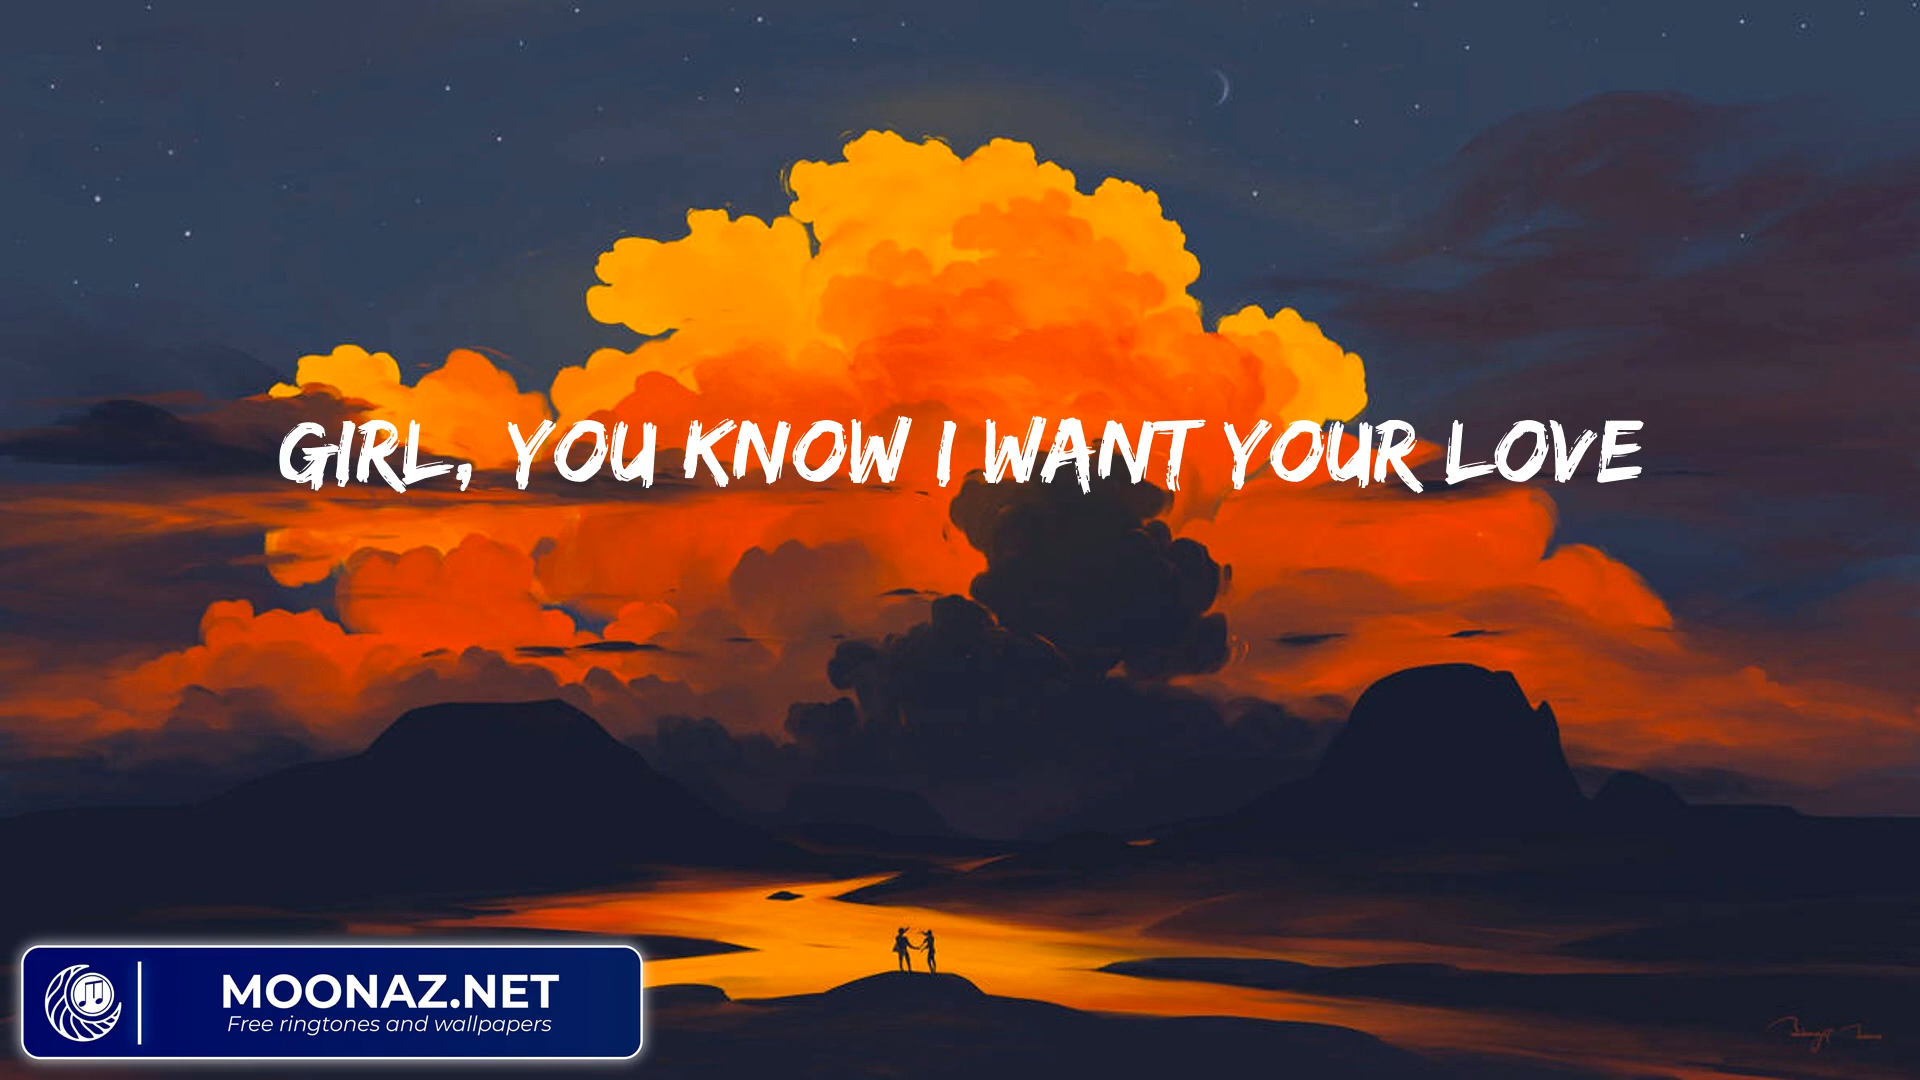 GIRL, YOU KNOW I WANT YOUR LOVE
MOONAZ.NET
Free ringtones and wallpapers